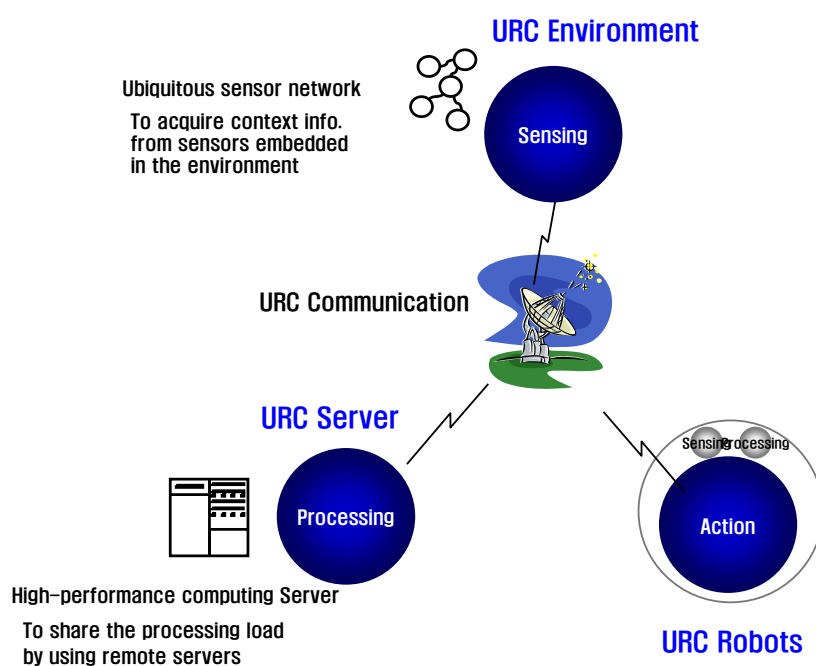 URC Environment
Ubiquitous sensor network
To acquire context info.
from sensors embedded
in the environment
Sensing
URC Communication
URC Server
Processing
High-performance computing Server
To share the processing load
by using remote servers
Sensing
Processing
Action
URC Robots